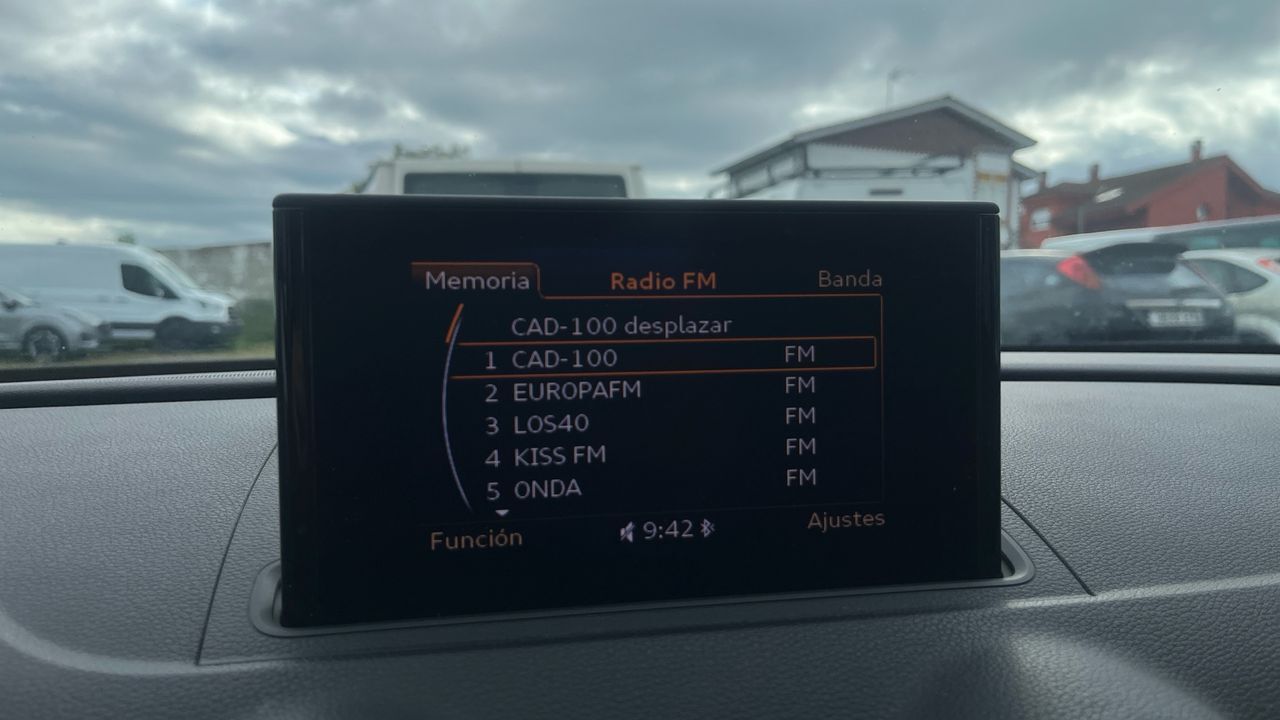 Memoria Radio FM Banda
CAD-100 desplazar
1 CAD-100 FM
2 EUROPAFM FM
3 LOS40 FM
4 KISS FM FM
5 ONDA FM
Función 9:42 Ajustes